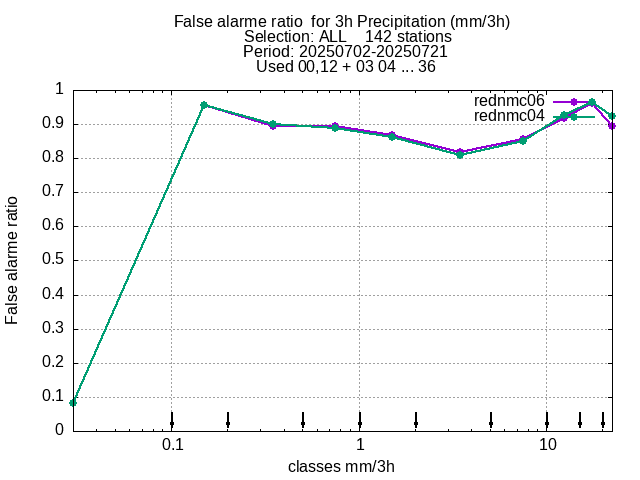 False alarme ratio  for 3h Precipitation (mm/3h)
Selection: ALL    142 stations
Period: 20250702-20250721
Used 00,12 + 03 04 ... 36
rednmc06
rednmc04
1
0.9
0.8
0.7
0.6
0.5
0.4
0.3
0.2
0.1
0
False alarme ratio
0.1 1 10
classes mm/3h